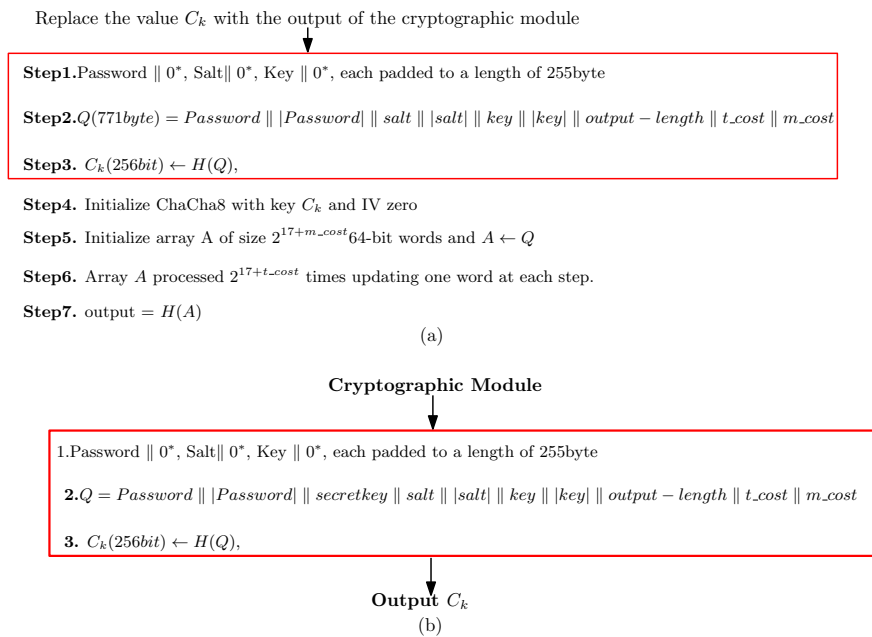 Replace the value C_k with the output of the cryptographic module
Step1.Password ‖ 0*, Salt‖ 0*, Key ‖ 0*, each padded to a length of 255byte
Step2.Q(771byte) = Password ‖ |Password| ‖ salt ‖ |salt| ‖ key ‖ |key| ‖ output − length ‖ t_cost ‖ m_cost
Step3. C_k(256bit) ← H(Q),
Step4. Initialize ChaCha8 with key C_k and IV zero
Step5. Initialize array A of size 2^{17+m_cost}64-bit words and A ← Q
Step6. Array A processed 2^{17+t_cost} times updating one word at each step.
Step7. output = H(A)
(a)
Cryptographic Module
1.Password ‖ 0*, Salt‖ 0*, Key ‖ 0*, each padded to a length of 255byte
2.Q = Password ‖ |Password| ‖ secretkey ‖ salt ‖ |salt| ‖ key ‖ |key| ‖ output − length ‖ t_cost ‖ m_cost
3. C_k(256bit) ← H(Q),
Output C_k
(b)